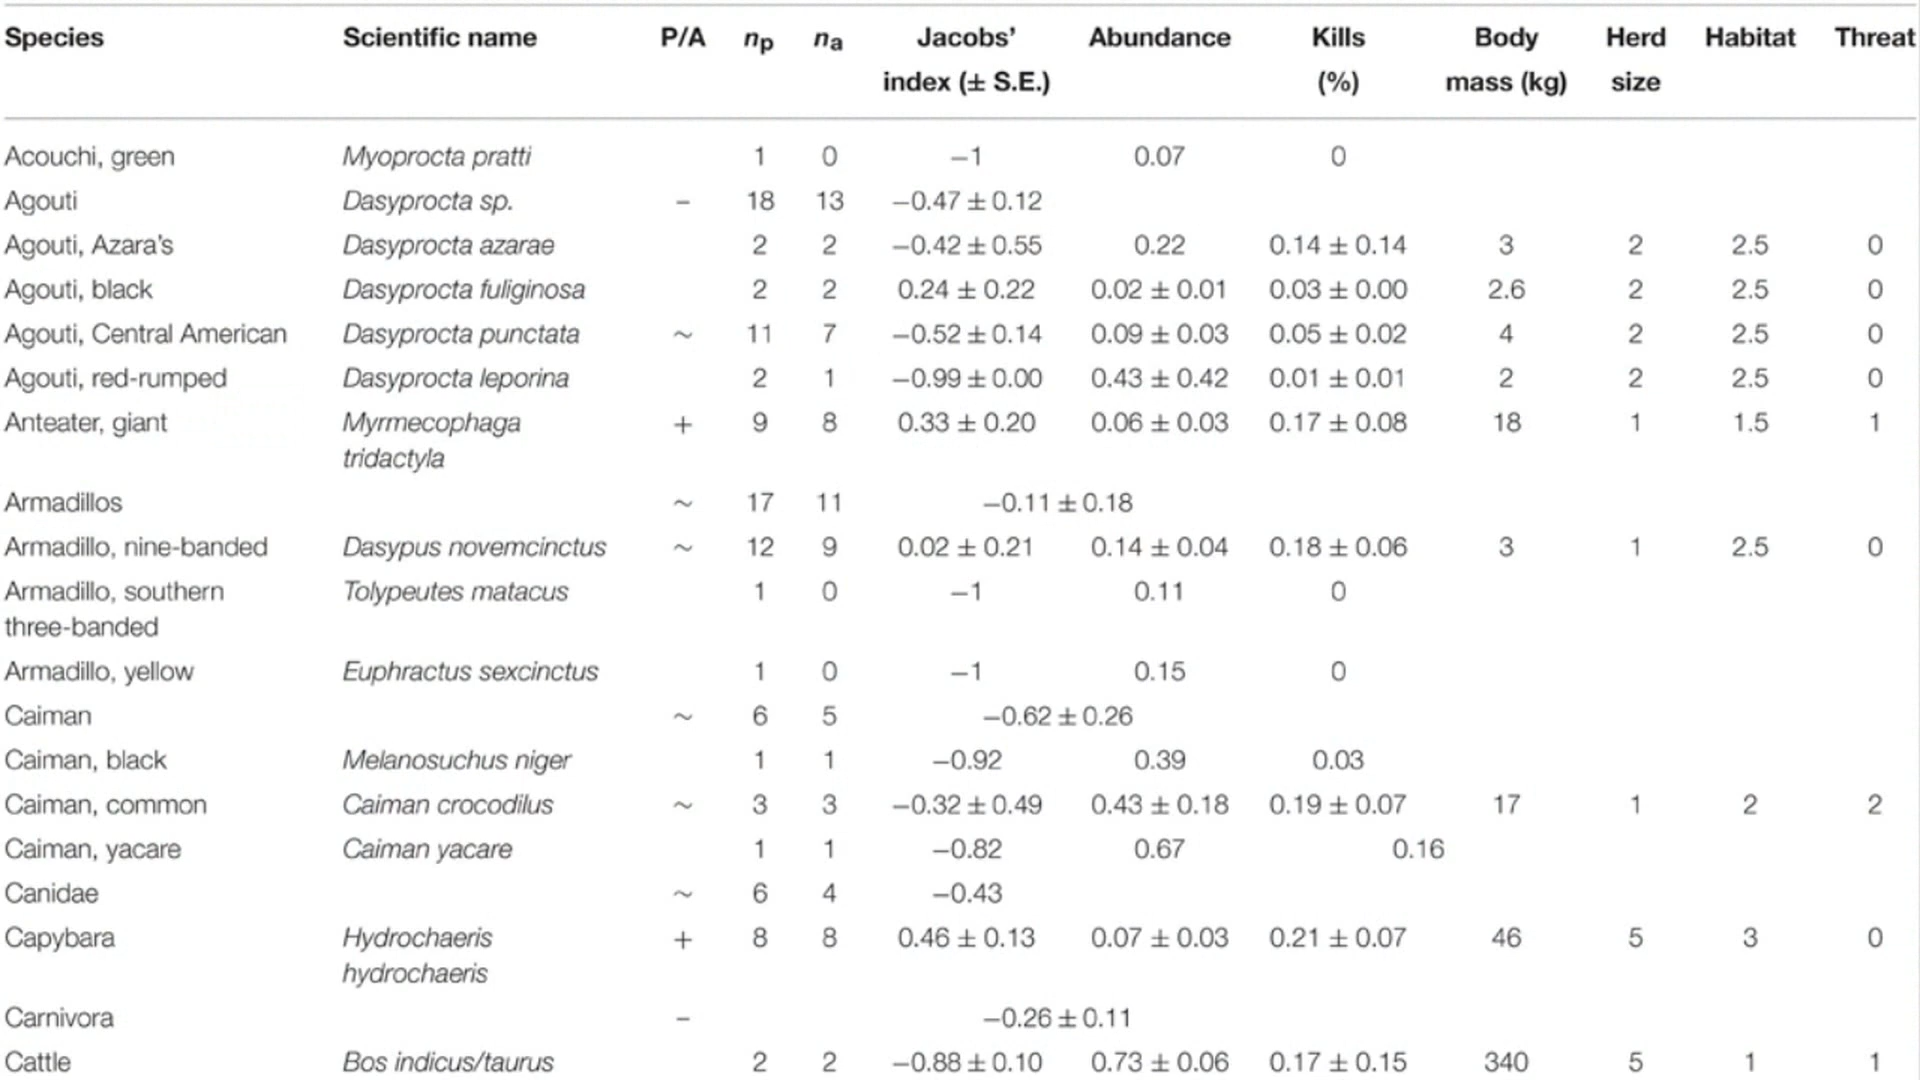 Species Scientific name P/A np na Jacobs’ Abundance Kills Body Herd Habitat Threat
index (± S.E.) (%) mass (kg) size
Acouchi, green Myoprocta pratti 1 0 −1 0.07 0
Agouti Dasyprocta sp. − 18 13 −0.47 ± 0.12
Agouti, Azara’s Dasyprocta azarae 2 2 −0.42 ± 0.55 0.22 0.14 ± 0.14 3 2 2.5 0
Agouti, black Dasyprocta fuliginosa 2 2 0.24 ± 0.22 0.02 ± 0.01 0.03 ± 0.00 2.6 2 2.5 0
Agouti, Central American Dasyprocta punctata ~ 11 7 −0.52 ± 0.14 0.09 ± 0.03 0.05 ± 0.02 4 2 2.5 0
Agouti, red-rumped Dasyprocta leporina 2 1 −0.99 ± 0.00 0.43 ± 0.42 0.01 ± 0.01 2 2 2.5 0
Anteater, giant Myrmecophaga + 9 8 0.33 ± 0.20 0.06 ± 0.03 0.17 ± 0.08 18 1 1.5 1
tridactyla
Armadillos ~ 17 11 −0.11 ± 0.18
Armadillo, nine-banded Dasypus novemcinctus ~ 12 9 0.02 ± 0.21 0.14 ± 0.04 0.18 ± 0.06 3 1 2.5 0
Armadillo, southern Tolypeutes matacus 1 0 −1 0.11 0
three-banded
Armadillo, yellow Euphractus sexcinctus 1 0 −1 0.15 0
Caiman ~ 6 5 −0.62 ± 0.26
Caiman, black Melanosuchus niger 1 1 −0.92 0.39 0.03
Caiman, common Caiman crocodilus ~ 3 3 −0.32 ± 0.49 0.43 ± 0.18 0.19 ± 0.07 17 1 2 2
Caiman, yacare Caiman yacare 1 1 −0.82 0.67 0.16
Canidae ~ 6 4 −0.43
Capybara Hydrochaeris + 8 8 0.46 ± 0.13 0.07 ± 0.03 0.21 ± 0.07 46 5 3 0
hydrochaeris
Carnivora − −0.26 ± 0.11
Cattle Bos indicus/taurus 2 2 −0.88 ± 0.10 0.73 ± 0.06 0.17 ± 0.15 340 5 1 1